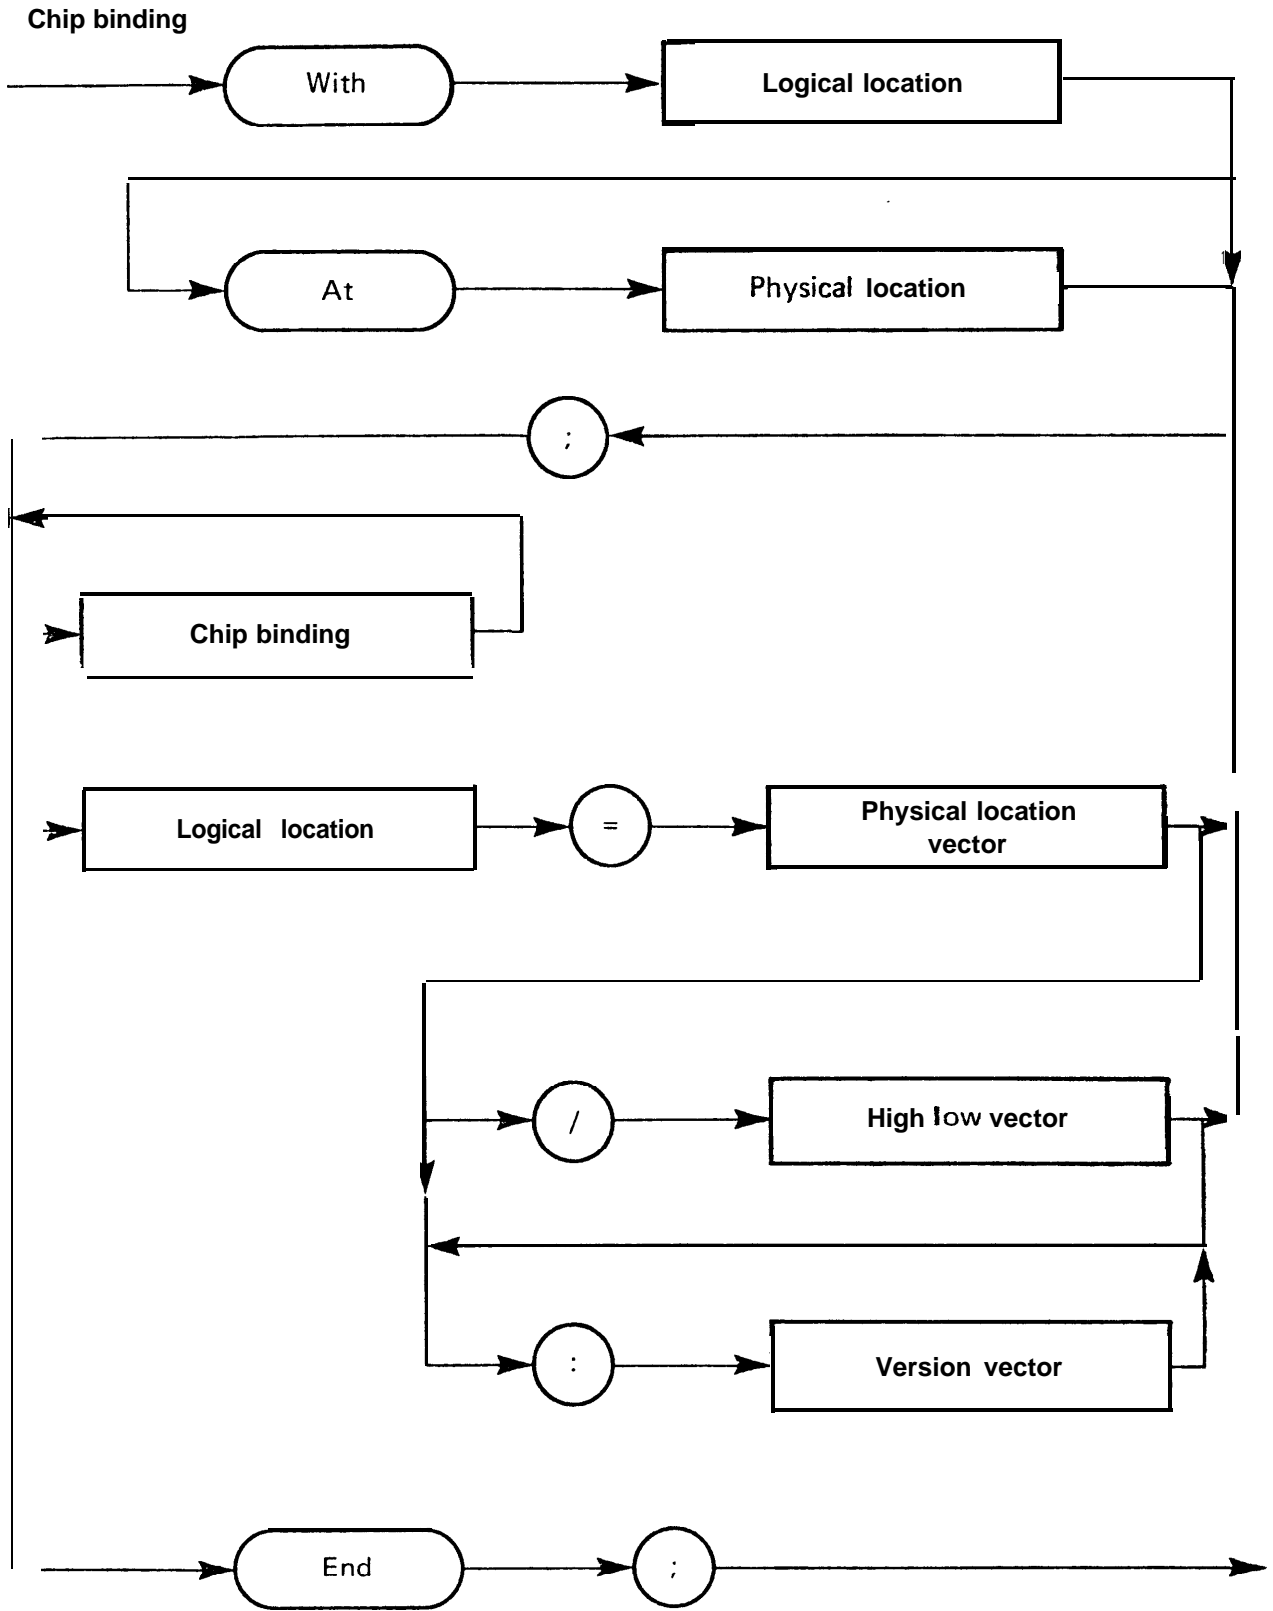 Chip binding
With
Logical location
At
Physical location
;
Chip binding
Logical location
=
Physical location
vector
/
High low vector
:
Version vector
End
;